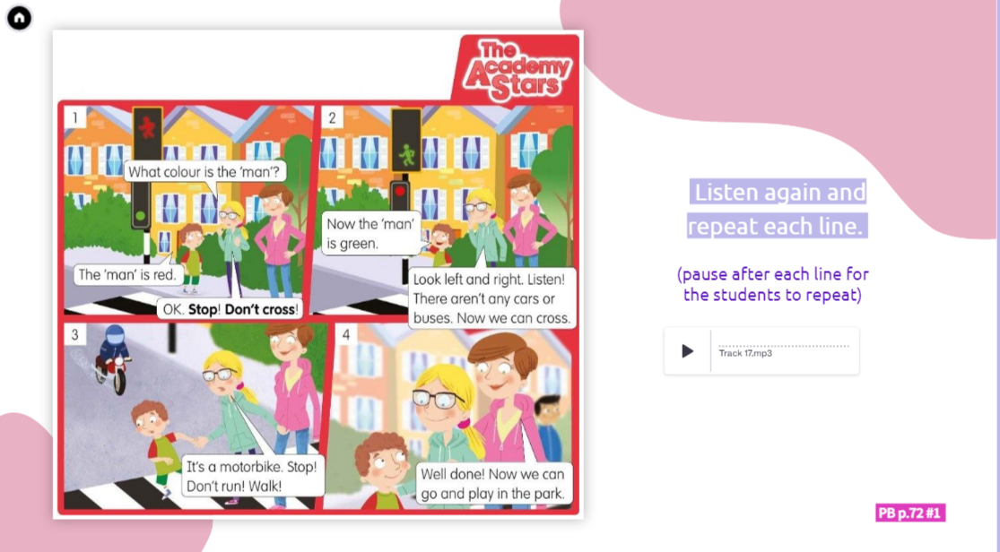 The
Academy
Stars
1
What colour is the 'man'?
The 'man' is red.
OK. Stop! Don't cross!
2
Now the 'man'
is green.
Look left and right. Listen!
There aren't any cars or
buses. Now we can cross.
3
It's a motorbike. Stop!
Don't run! Walk!
4
Well done! Now we can
go and play in the park.
Listen again and
repeat each line.
(pause after each line for
the students to repeat)
Track 17.mp3
PB p.72 #1